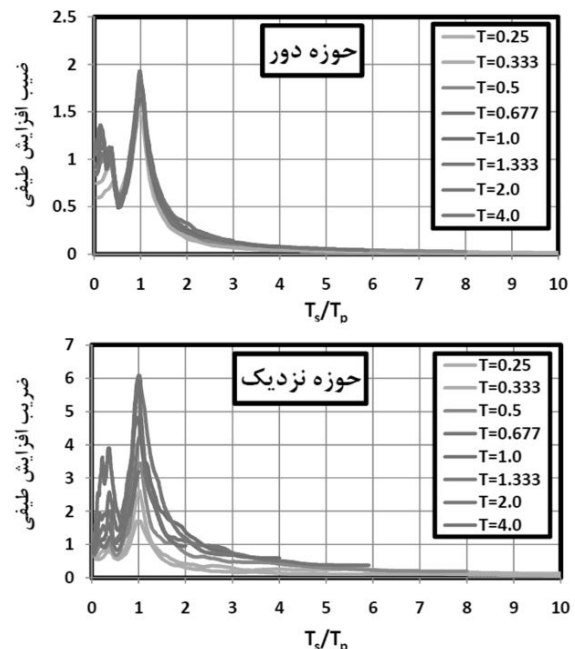 حوزه دور
ضیب افزایش طیفی
2.5
2
1.5
1
0.5
0
0 1 2 3 4 5 6 7 8 9 10
Ts/Tp
T=0.25
T=0.333
T=0.5
T=0.677
T=1.0
T=1.333
T=2.0
T=4.0
حوزه نزدیک
ضریب افزایش طیفی
7
6
5
4
3
2
1
0
0 1 2 3 4 5 6 7 8 9 10
Ts/Tp
T=0.25
T=0.333
T=0.5
T=0.677
T=1.0
T=1.333
T=2.0
T=4.0